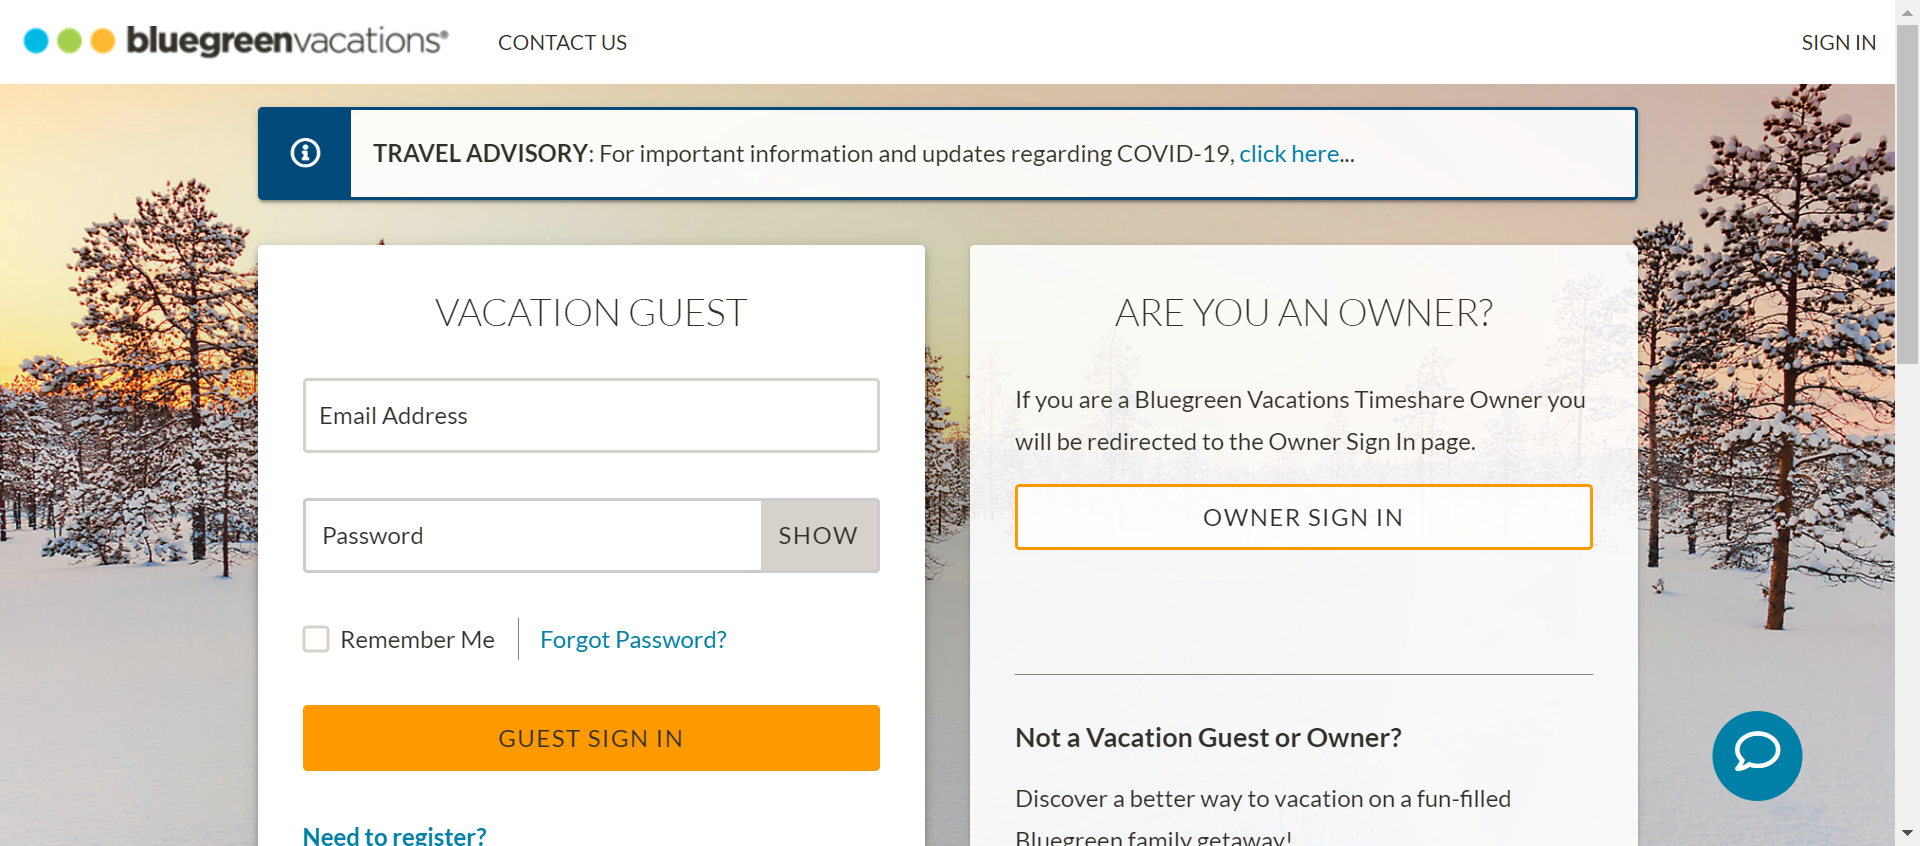 bluegreenvacations®
CONTACT US
SIGN IN
TRAVEL ADVISORY: For important information and updates regarding COVID-19, click here...
VACATION GUEST
Email Address
Password
SHOW
Remember Me
Forgot Password?
GUEST SIGN IN
Need to register?
ARE YOU AN OWNER?
If you are a Bluegreen Vacations Timeshare Owner you
will be redirected to the Owner Sign In page.
OWNER SIGN IN
Not a Vacation Guest or Owner?
Discover a better way to vacation on a fun-filled
Bluegreen family getaway!